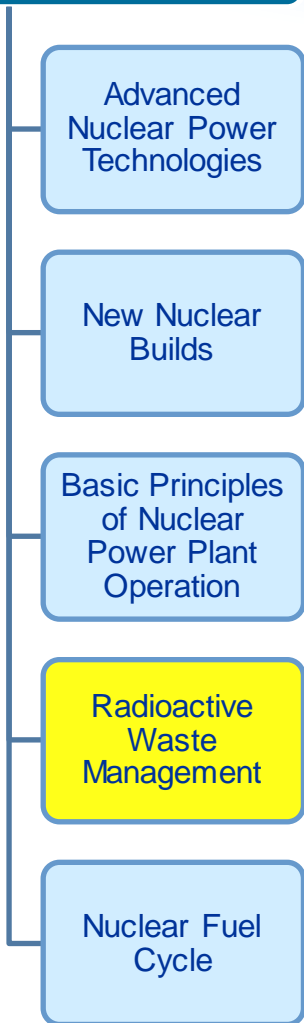 Advanced
Nuclear Power
Technologies
New Nuclear
Builds
Basic Principles
of Nuclear
Power Plant
Operation
Radioactive
Waste
Management
Nuclear Fuel
Cycle